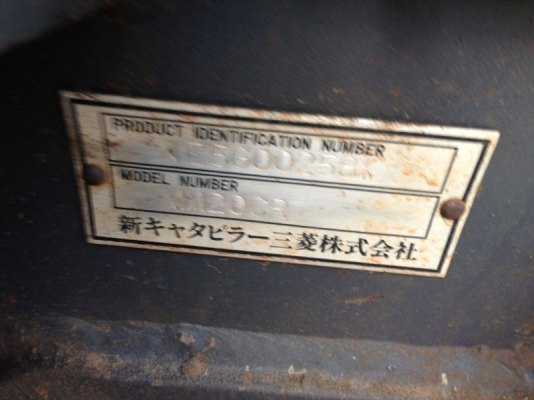 PRODUCT IDENTIFICATION NUMBER
MODEL NUMBER
新キャタピラー三菱株式会社